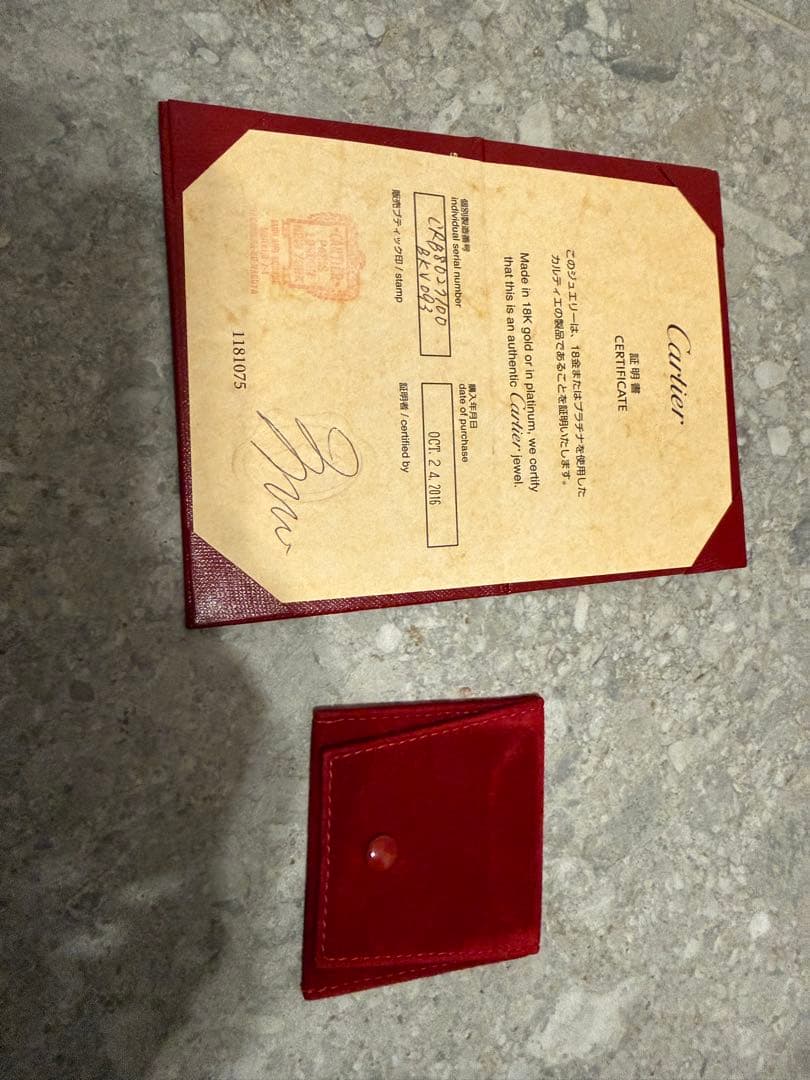 Cartier
証明書
CERTIFICATE
このジュエリーは、18金またはプラチナを使用した
カルティエの製品であることを証明いたします。
Made in 18K gold or in platinum, we certify
that this is an authentic Cartier jewel.
個別製造番号
individual serial number
CRB8027100
BKV093
購入年月日
date of purchase
OCT. 24. 2016
販売ブティック印 / stamp
証明者 / certified by
1181075